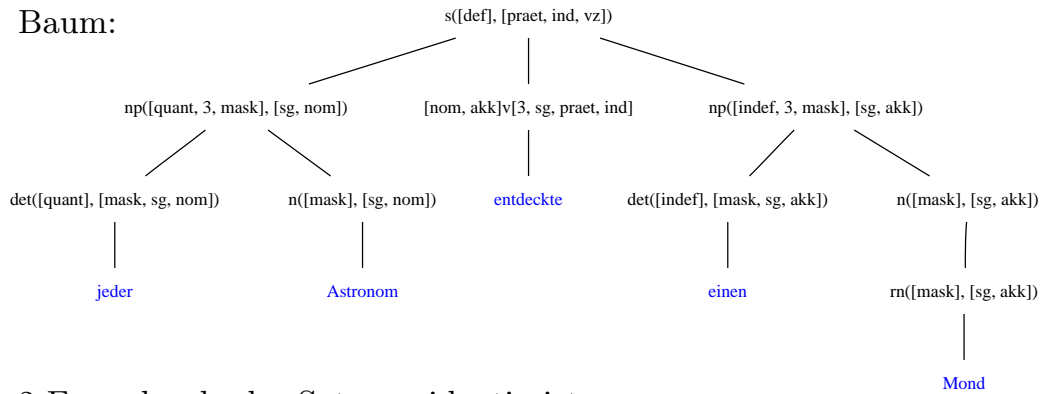 Baum:
s([def], [praet, ind, vz])
np([quant, 3, mask], [sg, nom]) [nom, akk]v[3, sg, praet, ind] np([indef, 3, mask], [sg, akk])
det([quant], [mask, sg, nom]) n([mask], [sg, nom]) entdeckte det([indef], [mask, sg, akk]) n([mask], [sg, akk])
jeder Astronom einen rn([mask], [sg, akk])
Mond